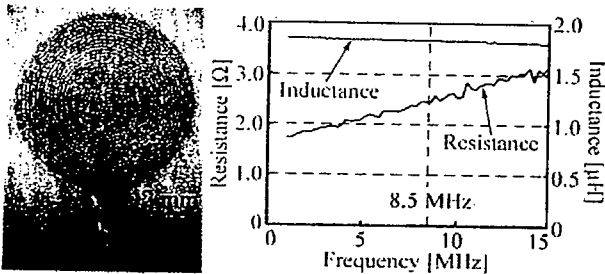 4.0
3.0
2.0
1.0
0
Resistance [Ω]
Inductance
Resistance
8.5 MHz
2.0
1.5
1.0
0.5
0
Inductance [μH]
0
5
10
15
Frequency [MHz]
mm